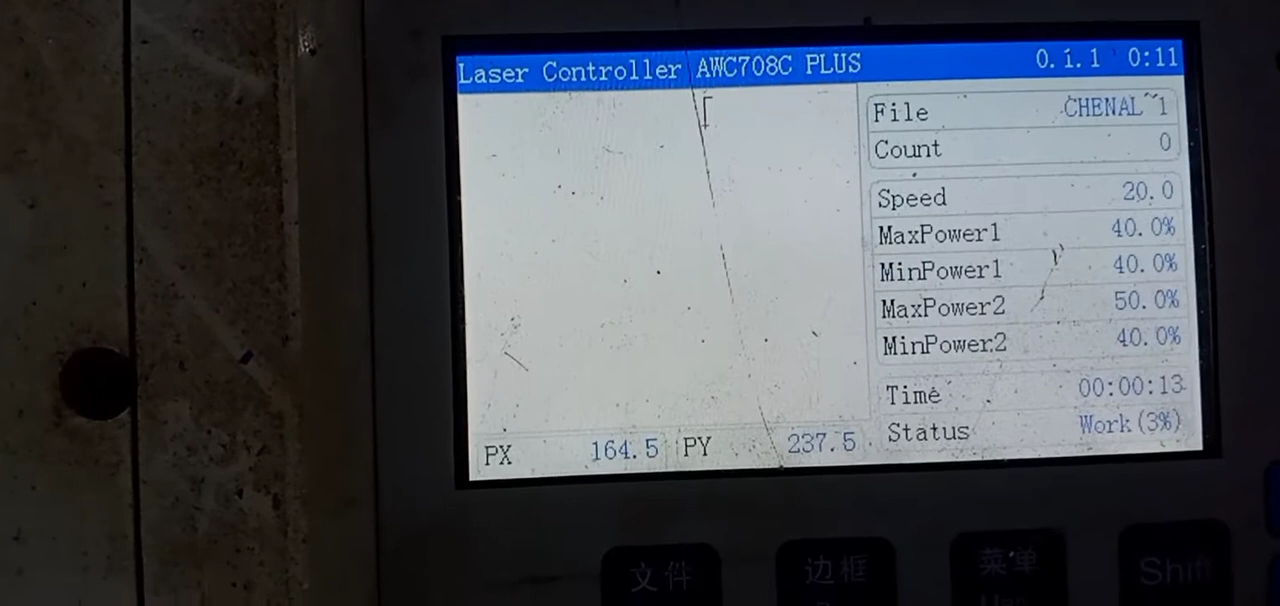 Laser Controller AWC708C PLUS 0.1.1 0:11
File CHENAL~1
Count 0
Speed 20.0
MaxPower1 40.0%
MinPower1 40.0%
MaxPower2 50.0%
MinPower2 40.0%
Time 00:00:13
Status Work(3%)
PX 164.5 PY 237.5
文件 边框 菜单 Shift